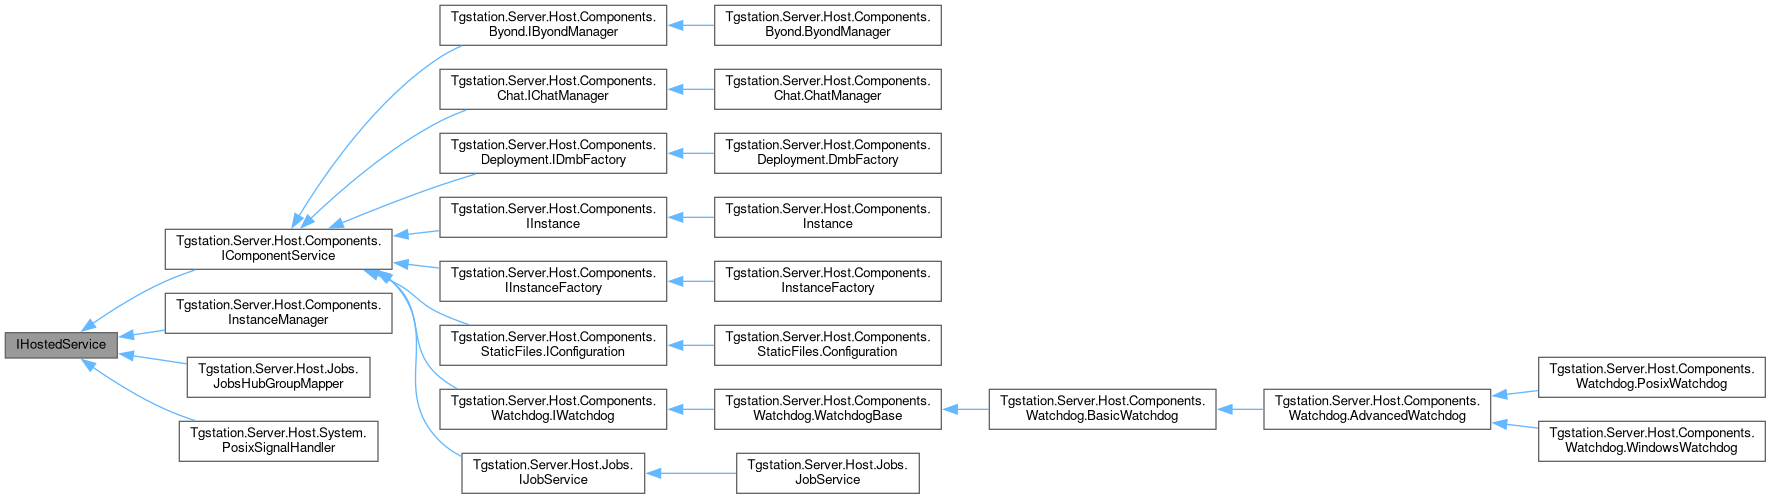 IHostedService
Tgstation.Server.Host.Components.
IComponentService
Tgstation.Server.Host.Components.
InstanceManager
Tgstation.Server.Host.Jobs.
JobsHubGroupMapper
Tgstation.Server.Host.System.
PosixSignalHandler
Tgstation.Server.Host.Components.
Byond.IByondManager
Tgstation.Server.Host.Components.
Chat.IChatManager
Tgstation.Server.Host.Components.
Deployment.IDmbFactory
Tgstation.Server.Host.Components.
IInstance
Tgstation.Server.Host.Components.
IInstanceFactory
Tgstation.Server.Host.Components.
StaticFiles.IConfiguration
Tgstation.Server.Host.Components.
Watchdog.IWatchdog
Tgstation.Server.Host.Jobs.
IJobService
Tgstation.Server.Host.Components.
Byond.ByondManager
Tgstation.Server.Host.Components.
Chat.ChatManager
Tgstation.Server.Host.Components.
Deployment.DmbFactory
Tgstation.Server.Host.Components.
Instance
Tgstation.Server.Host.Components.
InstanceFactory
Tgstation.Server.Host.Components.
StaticFiles.Configuration
Tgstation.Server.Host.Components.
Watchdog.WatchdogBase
Tgstation.Server.Host.Jobs.
JobService
Tgstation.Server.Host.Components.
Watchdog.BasicWatchdog
Tgstation.Server.Host.Components.
Watchdog.AdvancedWatchdog
Tgstation.Server.Host.Components.
Watchdog.PosixWatchdog
Tgstation.Server.Host.Components.
Watchdog.WindowsWatchdog